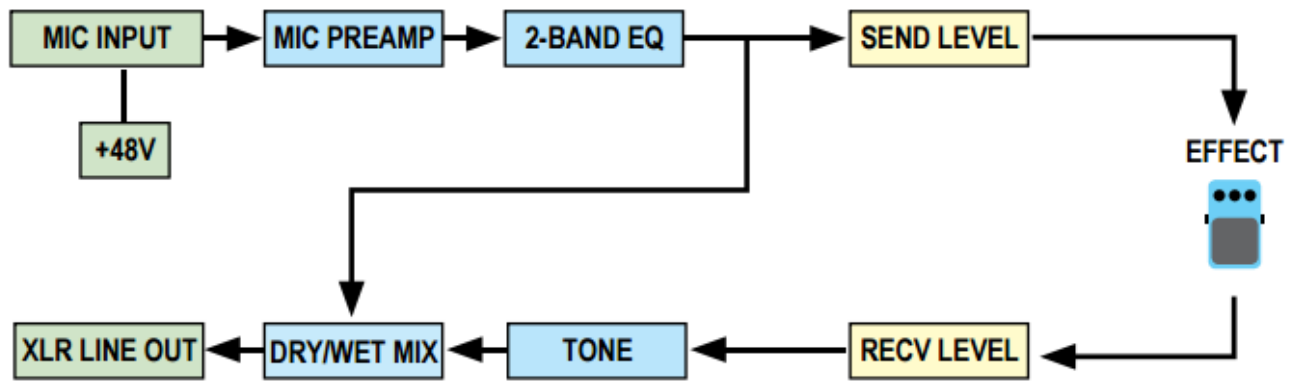 MIC INPUT
MIC PREAMP
2-BAND EQ
SEND LEVEL
+48V
EFFECT
XLR LINE OUT
DRY/WET MIX
TONE
RECV LEVEL